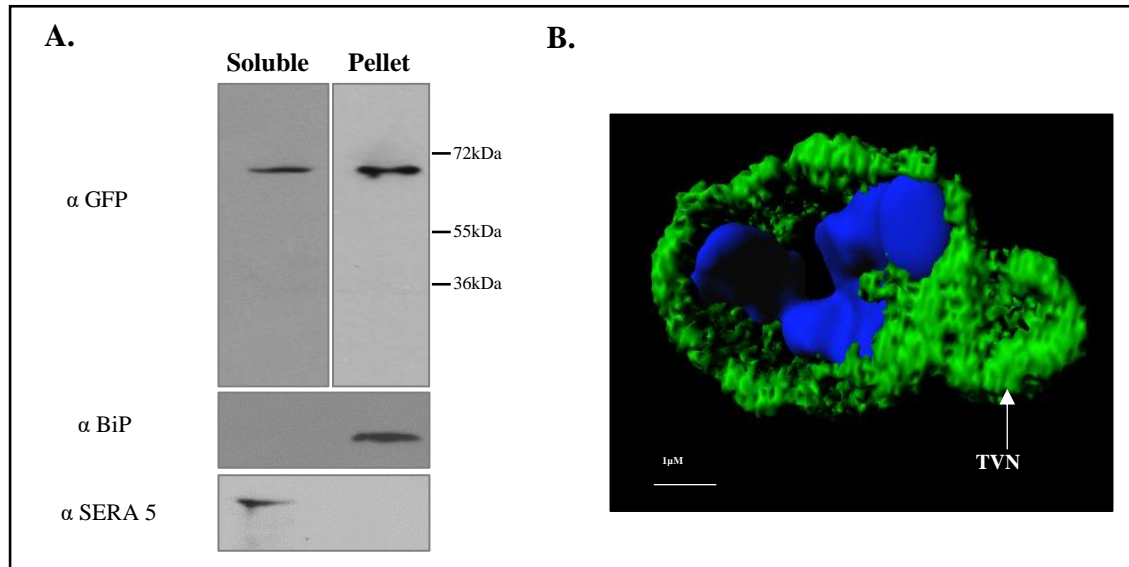 A.
Soluble Pellet
α GFP
72kDa
55kDa
36kDa
α BiP
α SERA 5
B.
1µM
TVN